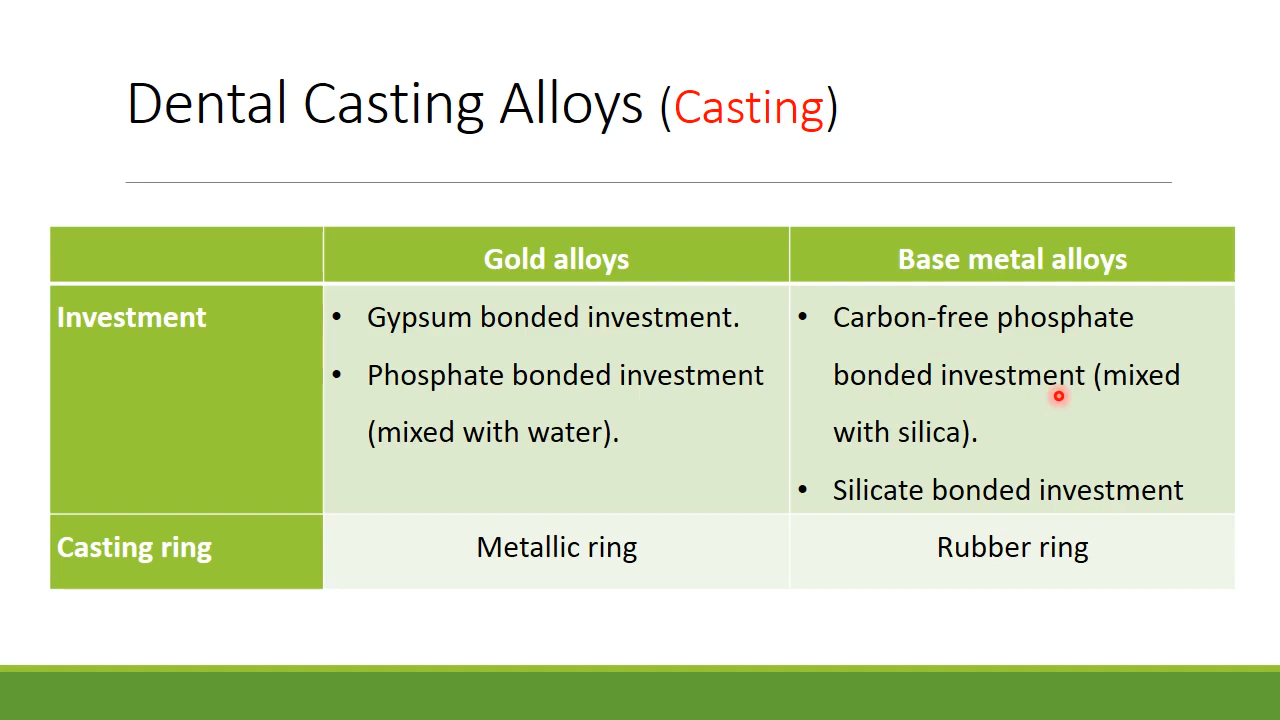 Dental Casting Alloys (Casting)
Gold alloys
Base metal alloys
Investment
• Gypsum bonded investment.
• Phosphate bonded investment
(mixed with water).
• Carbon-free phosphate
bonded investment (mixed
with silica).
• Silicate bonded investment
Casting ring
Metallic ring
Rubber ring